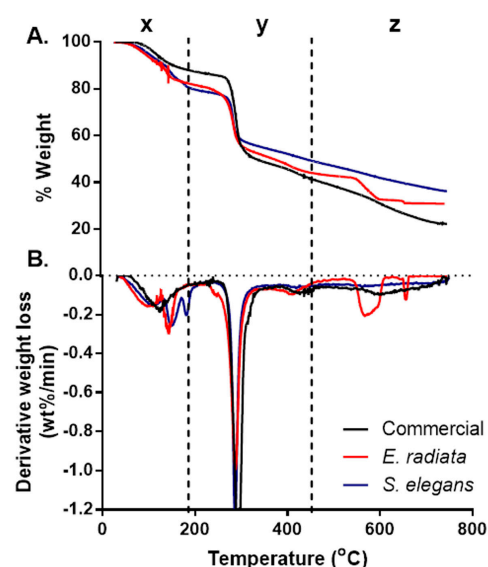 x y z
A.
100
80
60
40
20
% Weight
B.
0.0
-0.2
-0.4
-0.6
-0.8
-1.0
-1.2
Derivative weight loss
(wt%/min)
Commercial
E. radiata
S. elegans
0 200 400 600 800
Temperature (°C)